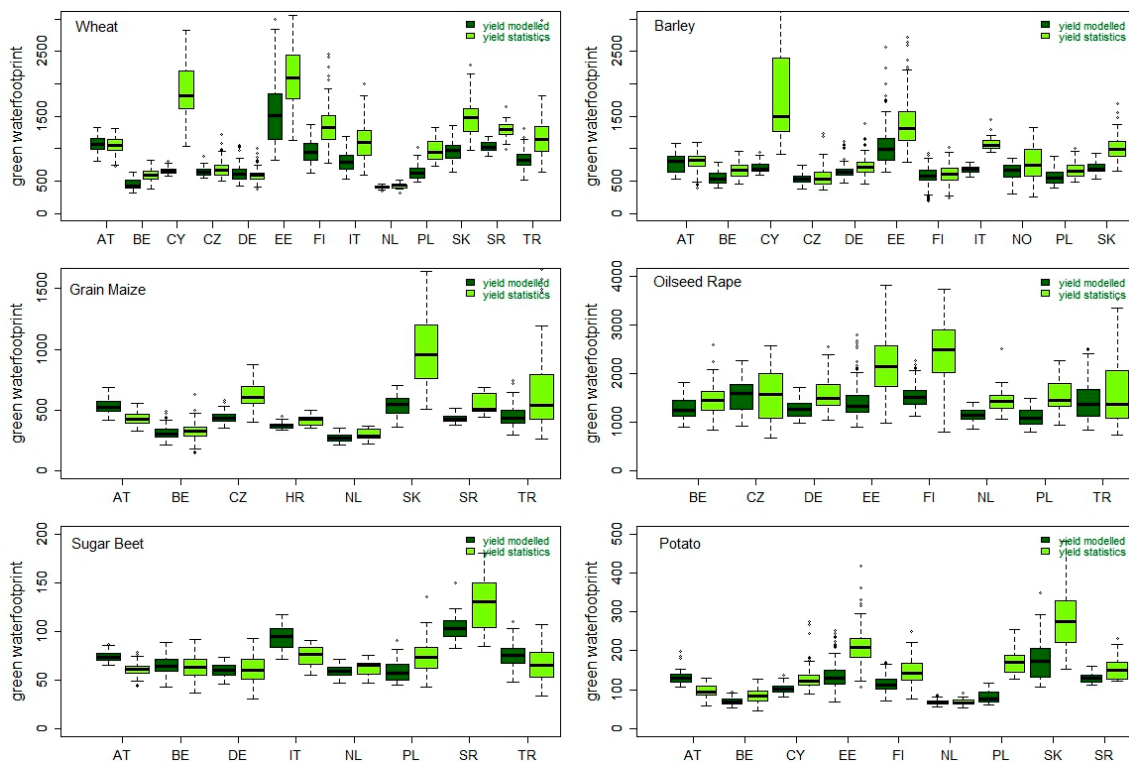 Wheat
yield modelled
yield statistics
green waterfootprint
0 500 1500 2500
AT BE CY CZ DE EE FI IT NL PL SK SR TR
Barley
yield modelled
yield statistics
green waterfootprint
0 500 1500 2500
AT BE CY CZ DE EE FI IT NO PL SK
Grain Maize
yield modelled
yield statistics
green waterfootprint
0 500 1000 1500
AT BE CZ HR NL SK SR TR
Oilseed Rape
yield modelled
yield statistics
green waterfootprint
0 1000 2000 3000 4000
BE CZ DE EE FI NL PL TR
Sugar Beet
yield modelled
yield statistics
green waterfootprint
0 50 100 150 200
AT BE DE IT NL PL SR TR
Potato
yield modelled
yield statistics
green waterfootprint
0 100 200 300 400 500
AT BE CY EE FI NL PL SK SR